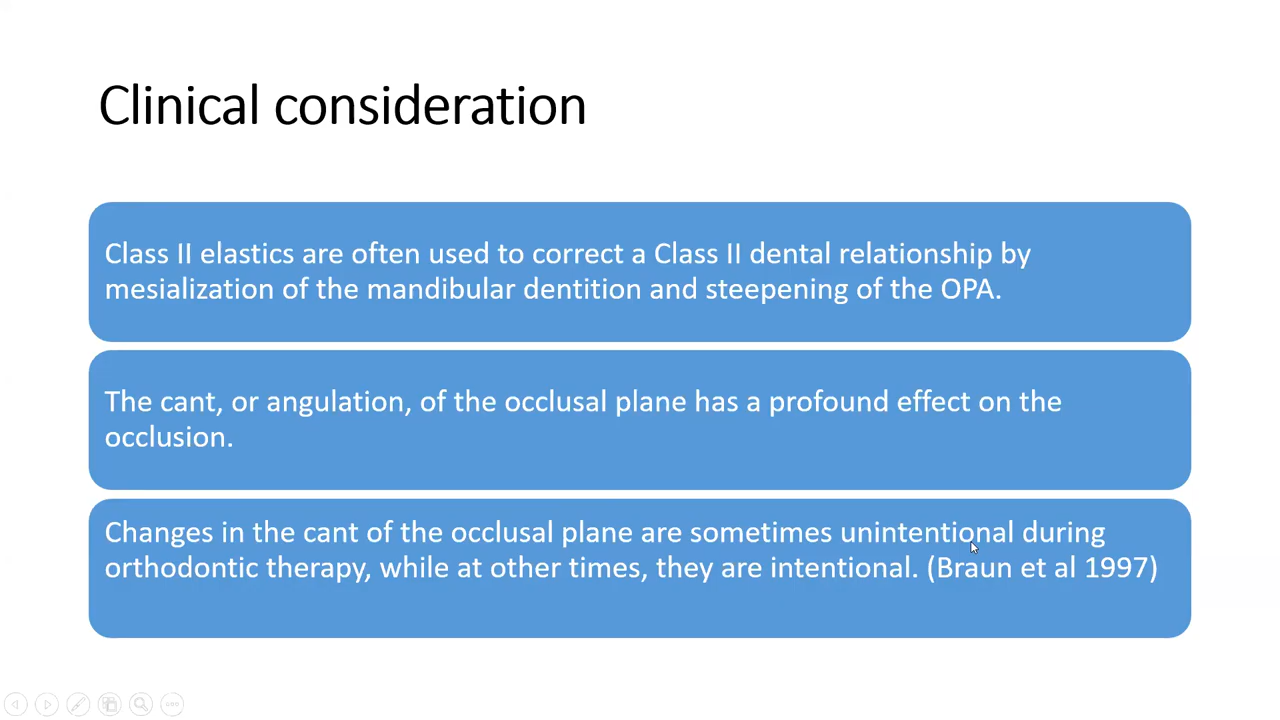 Clinical consideration
Class II elastics are often used to correct a Class II dental relationship by
mesialization of the mandibular dentition and steepening of the OPA.
The cant, or angulation, of the occlusal plane has a profound effect on the
occlusion.
Changes in the cant of the occlusal plane are sometimes unintentional during
orthodontic therapy, while at other times, they are intentional. (Braun et al 1997)